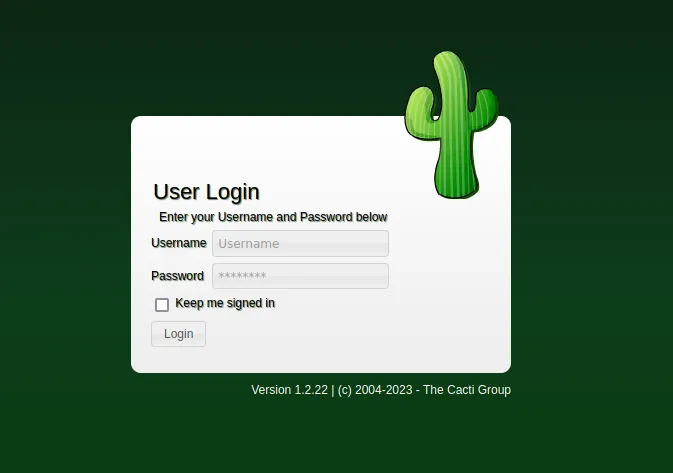 User Login
Enter your Username and Password below
Username Username
Password ********
Keep me signed in
Login
Version 1.2.22 | (c) 2004-2023 - The Cacti Group